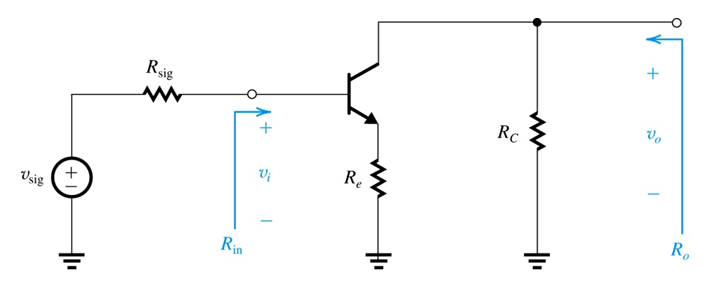 R_sig
v_sig
+
−
R_in
+
v_i
−
R_e
R_C
+
v_o
−
R_o